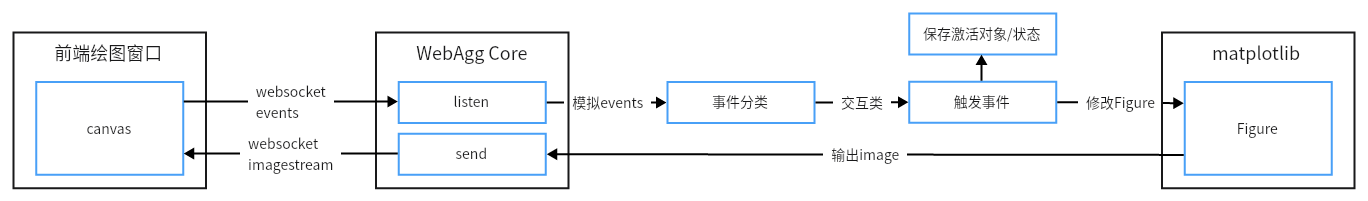 前端绘图窗口
canvas
websocket
events
websocket
imagestream
WebAgg Core
listen
send
模拟events
事件分类
交互类
保存激活对象/状态
触发事件
修改Figure
输出image
matplotlib
Figure